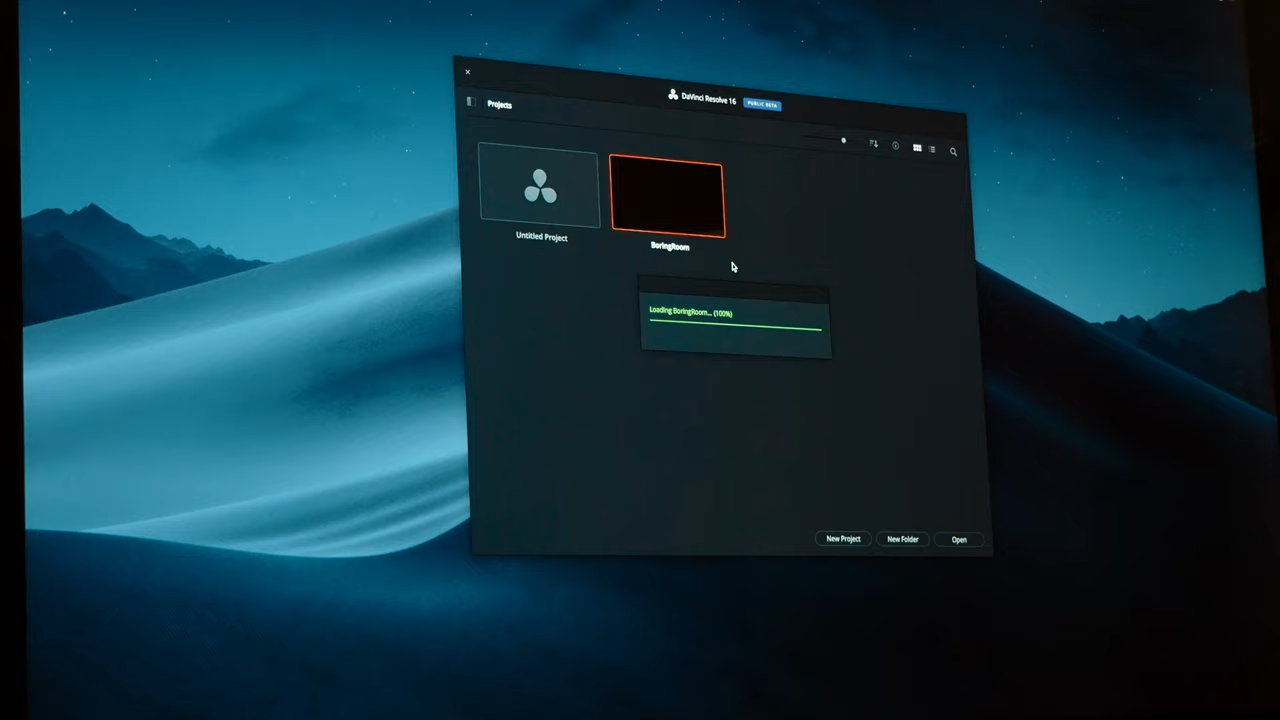 DaVinci Resolve 16 PUBLIC BETA
Projects
Untitled Project
BoringRoom
Loading BoringRoom... (100%)
New Project
New Folder
Open